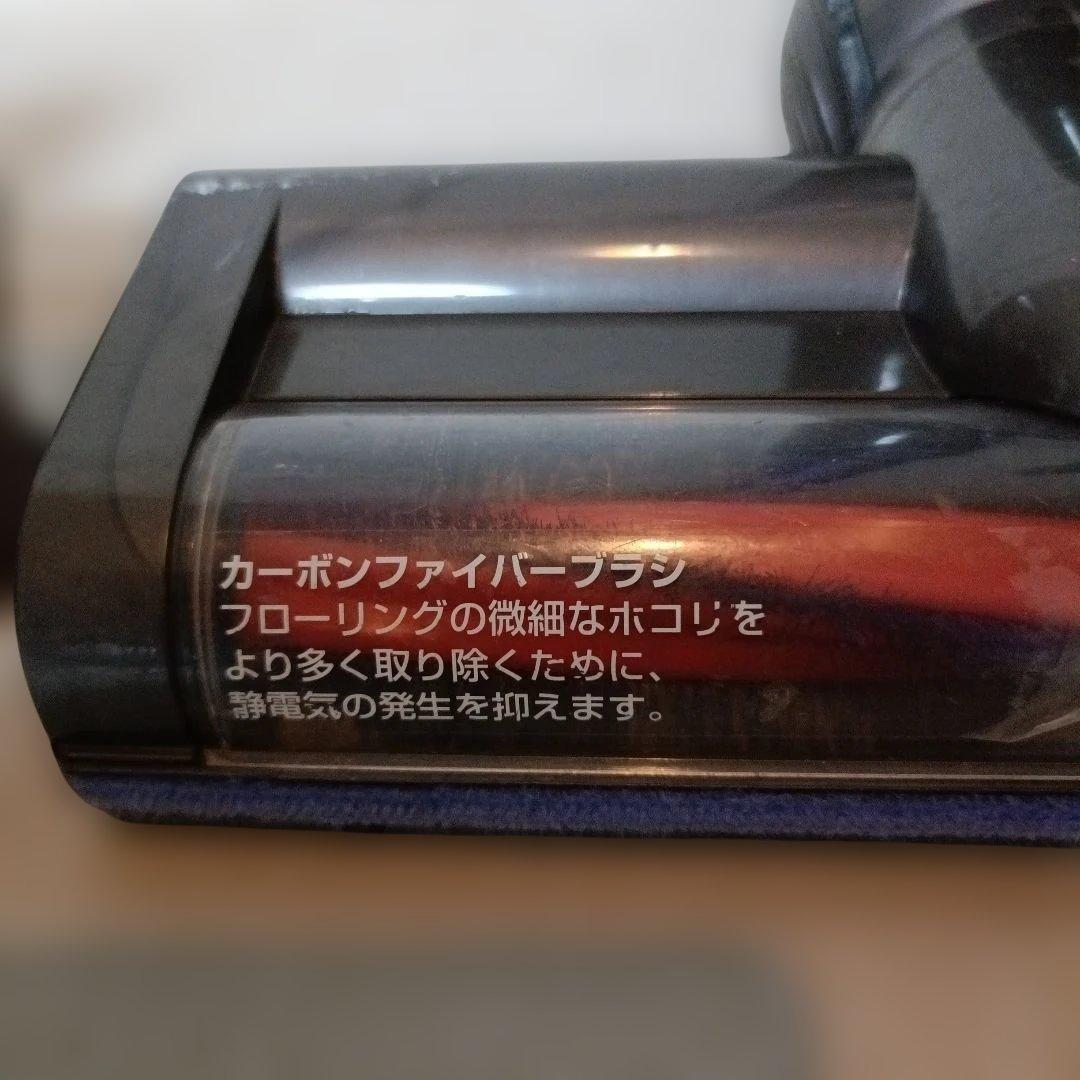 カーボンファイバーブラシ
フローリングの微細なホコリを
より多く取り除くために、
静電気の発生を抑えます。